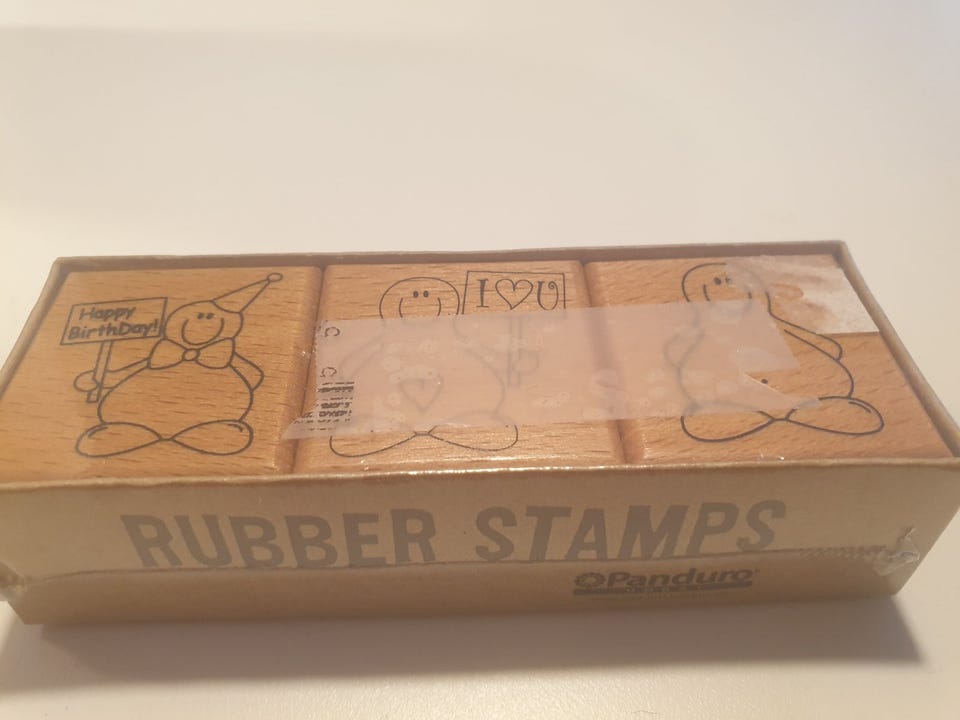 Happy
BirthDay!
I♡U
RUBBER STAMPS
Panduro